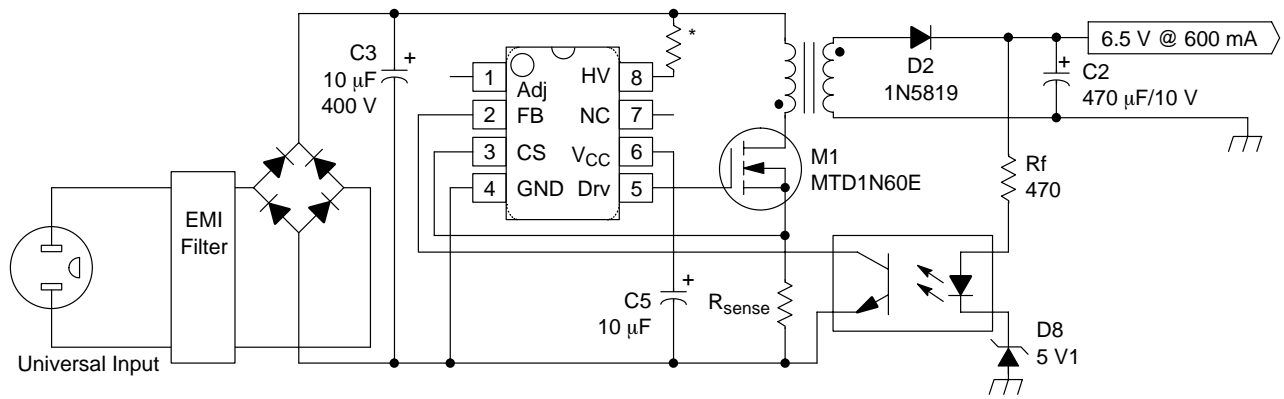 C3
10 μF
400 V
+
*
1
Adj
HV
8
2
FB
NC
7
3
CS
VCC
6
4
GND
Drv
5
D2
1N5819
6.5 V @ 600 mA
+
C2
470 μF/10 V
M1
MTD1N60E
Rf
470
EMI
Filter
Universal Input
C5
10 μF
+
Rsense
D8
5 V1